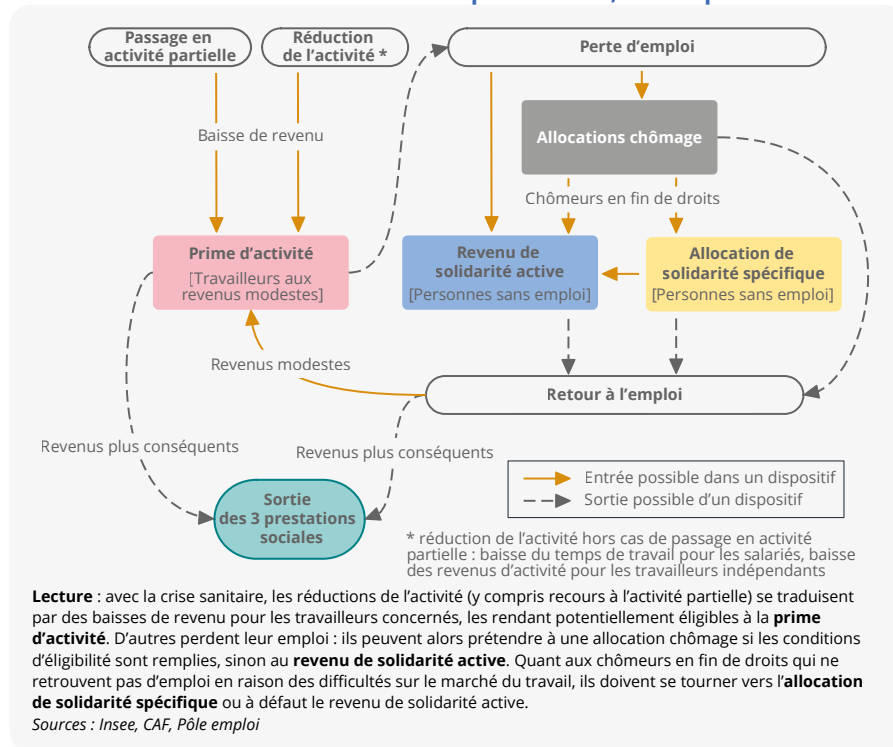 Passage en
activité partielle
Réduction
de l'activité *
Perte d'emploi
Baisse de revenu
Allocations chômage
Chômeurs en fin de droits
Prime d'activité
[Travailleurs aux
revenus modestes]
Revenu de
solidarité active
[Personnes sans emploi]
Allocation de
solidarité spécifique
[Personnes sans emploi]
Revenus modestes
Retour à l'emploi
Revenus plus conséquents
Revenus plus conséquents
Sortie
des 3 prestations
sociales
Entrée possible dans un dispositif
Sortie possible d'un dispositif
* réduction de l'activité hors cas de passage en activité
partielle : baisse du temps de travail pour les salariés, baisse
des revenus d'activité pour les travailleurs indépendants
Lecture : avec la crise sanitaire, les réductions de l'activité (y compris recours à l'activité partielle) se traduisent
par des baisses de revenu pour les travailleurs concernés, les rendant potentiellement éligibles à la prime
d'activité. D'autres perdent leur emploi : ils peuvent alors prétendre à une allocation chômage si les conditions
d'éligibilité sont remplies, sinon au revenu de solidarité active. Quant aux chômeurs en fin de droits qui ne
retrouvent pas d'emploi en raison des difficultés sur le marché du travail, ils doivent se tourner vers l'allocation
de solidarité spécifique ou à défaut le revenu de solidarité active.
Sources : Insee, CAF, Pôle emploi